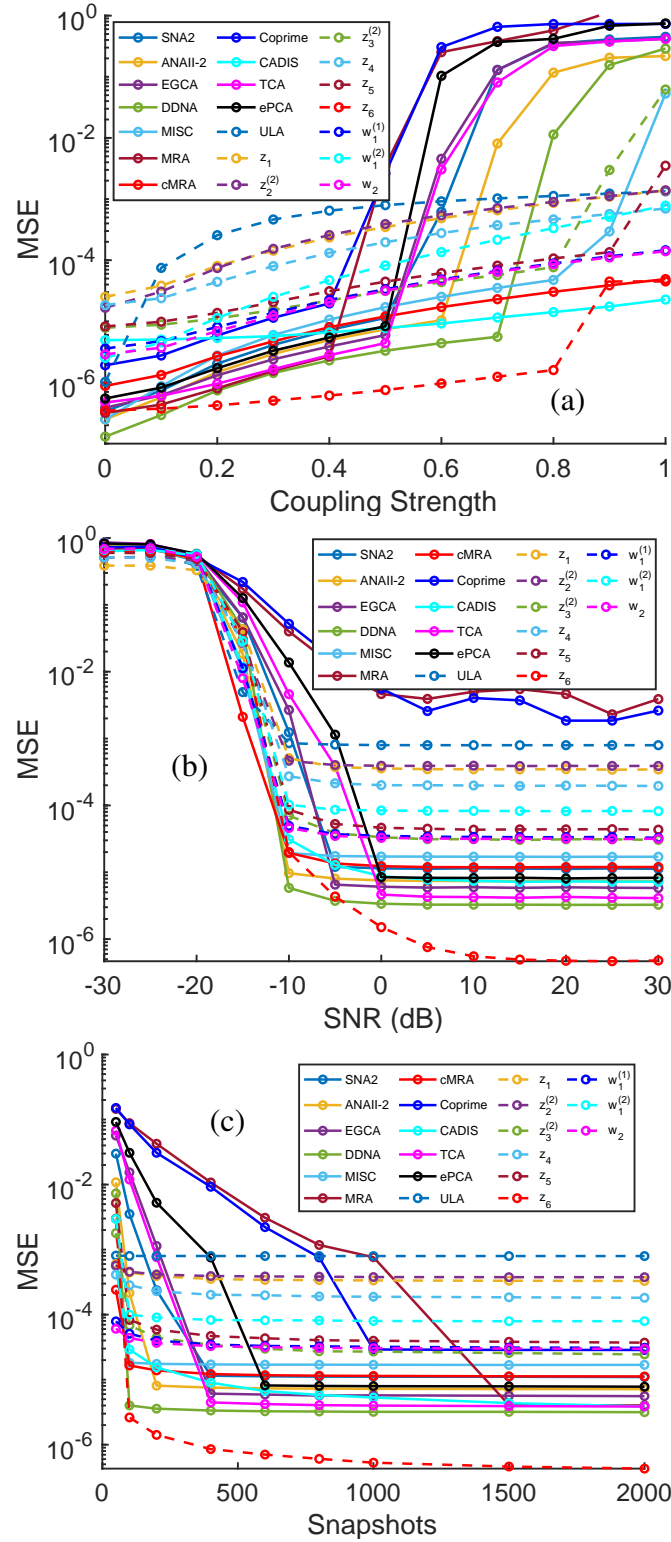 10^0
10^-2
10^-4
10^-6
MSE
SNA2 Coprime z_3^(2)
ANAII-2 CADIS z_4
EGCA TCA z_5
DDNA ePCA z_6
MISC ULA w_1^(1)
MRA z_1 w_1^(2)
cMRA z_2^(2) w_2
(a)
0 0.2 0.4 0.6 0.8 1
Coupling Strength
10^0
10^-2
10^-4
10^-6
MSE
SNA2 cMRA z_1 w_1^(1)
ANAII-2 Coprime z_2^(2) w_1^(2)
EGCA CADIS z_3^(2) w_2
DDNA TCA z_4
MISC ePCA z_5
MRA ULA z_6
(b)
-30 -20 -10 0 10 20 30
SNR (dB)
10^0
10^-2
10^-4
10^-6
MSE
SNA2 cMRA z_1 w_1^(1)
ANAII-2 Coprime z_2^(2) w_1^(2)
EGCA CADIS z_3^(2) w_2
DDNA TCA z_4
MISC ePCA z_5
MRA ULA z_6
(c)
0 500 1000 1500 2000
Snapshots